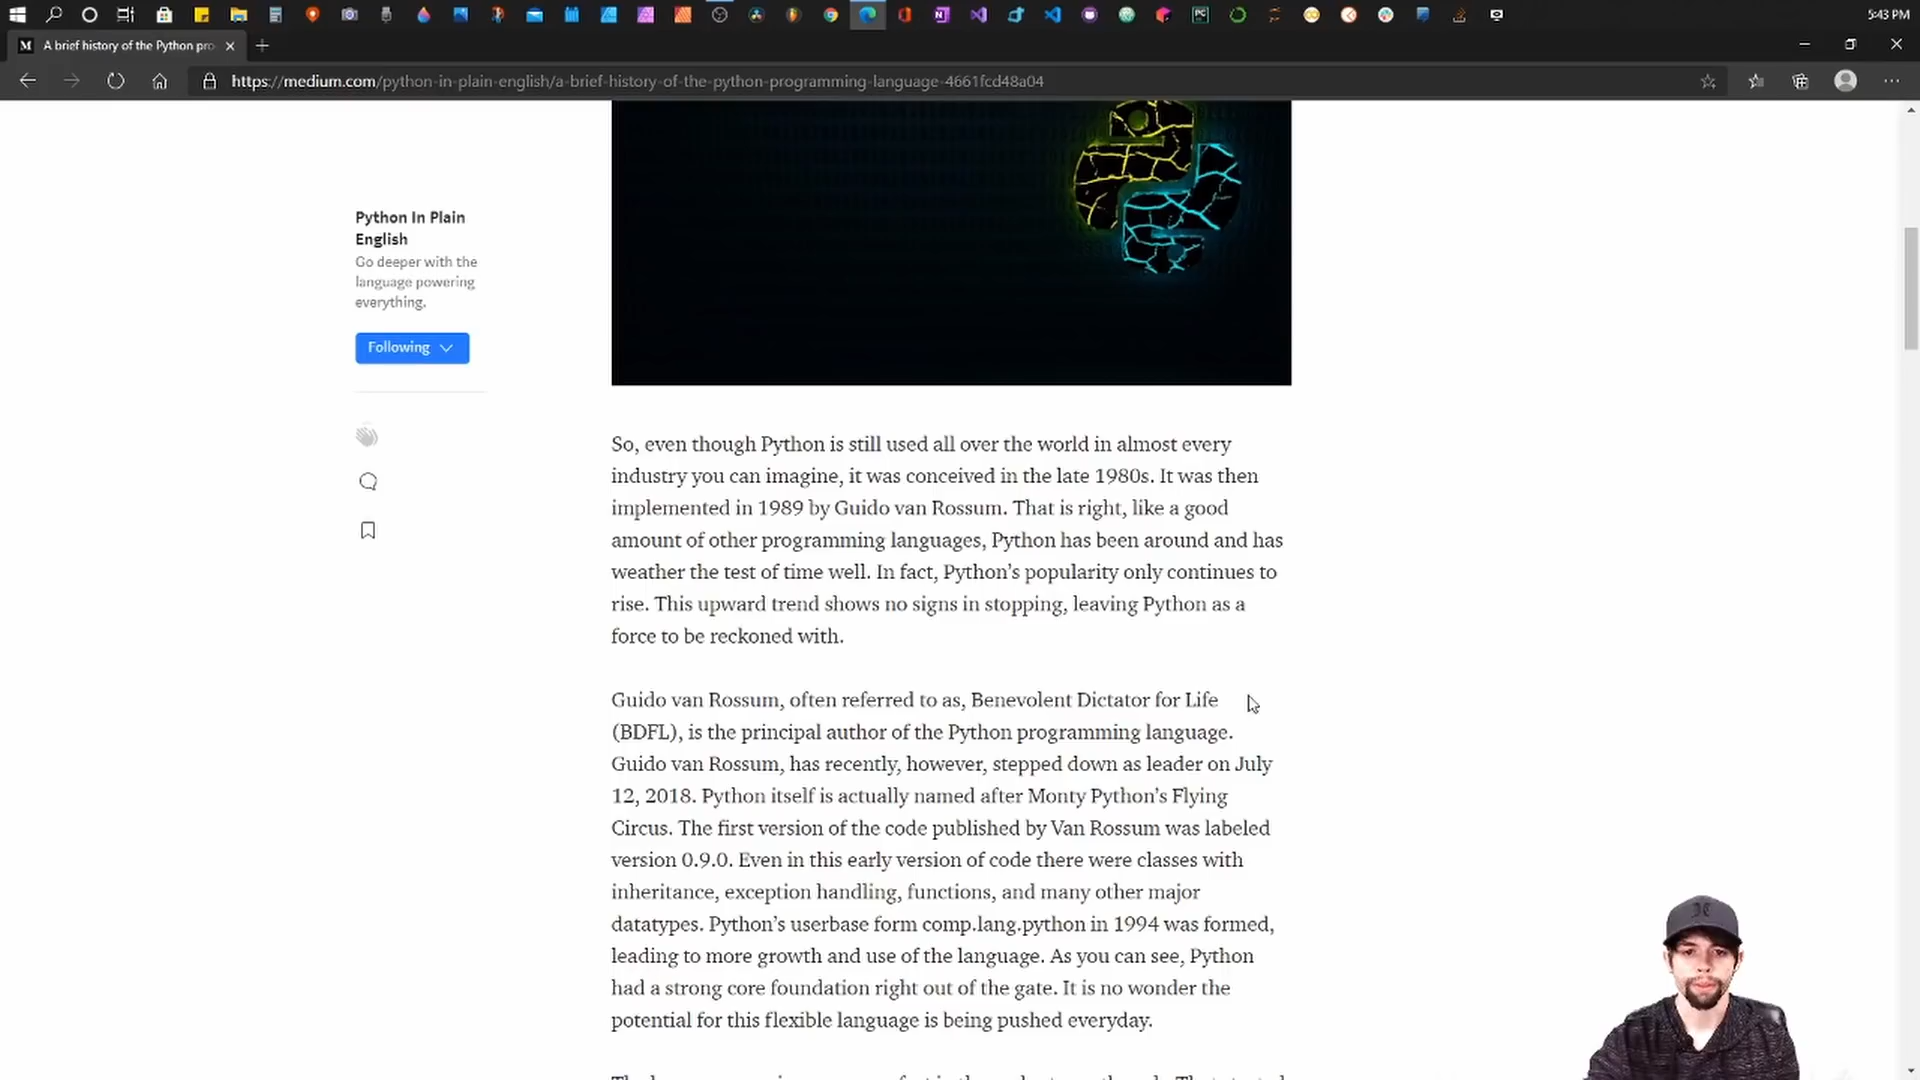 5:43 PM
A brief history of the Python pro
https://medium.com/python-in-plain-english/a-brief-history-of-the-python-programming-language-4661fcd48a04
Python In Plain
English
Go deeper with the
language powering
everything.
Following
So, even though Python is still used all over the world in almost every
industry you can imagine, it was conceived in the late 1980s. It was then
implemented in 1989 by Guido van Rossum. That is right, like a good
amount of other programming languages, Python has been around and has
weather the test of time well. In fact, Python’s popularity only continues to
rise. This upward trend shows no signs in stopping, leaving Python as a
force to be reckoned with.
Guido van Rossum, often referred to as, Benevolent Dictator for Life
(BDFL), is the principal author of the Python programming language.
Guido van Rossum, has recently, however, stepped down as leader on July
12, 2018. Python itself is actually named after Monty Python’s Flying
Circus. The first version of the code published by Van Rossum was labeled
version 0.9.0. Even in this early version of code there were classes with
inheritance, exception handling, functions, and many other major
datatypes. Python’s userbase form comp.lang.python in 1994 was formed,
leading to more growth and use of the language. As you can see, Python
had a strong core foundation right out of the gate. It is no wonder the
potential for this flexible language is being pushed everyday.